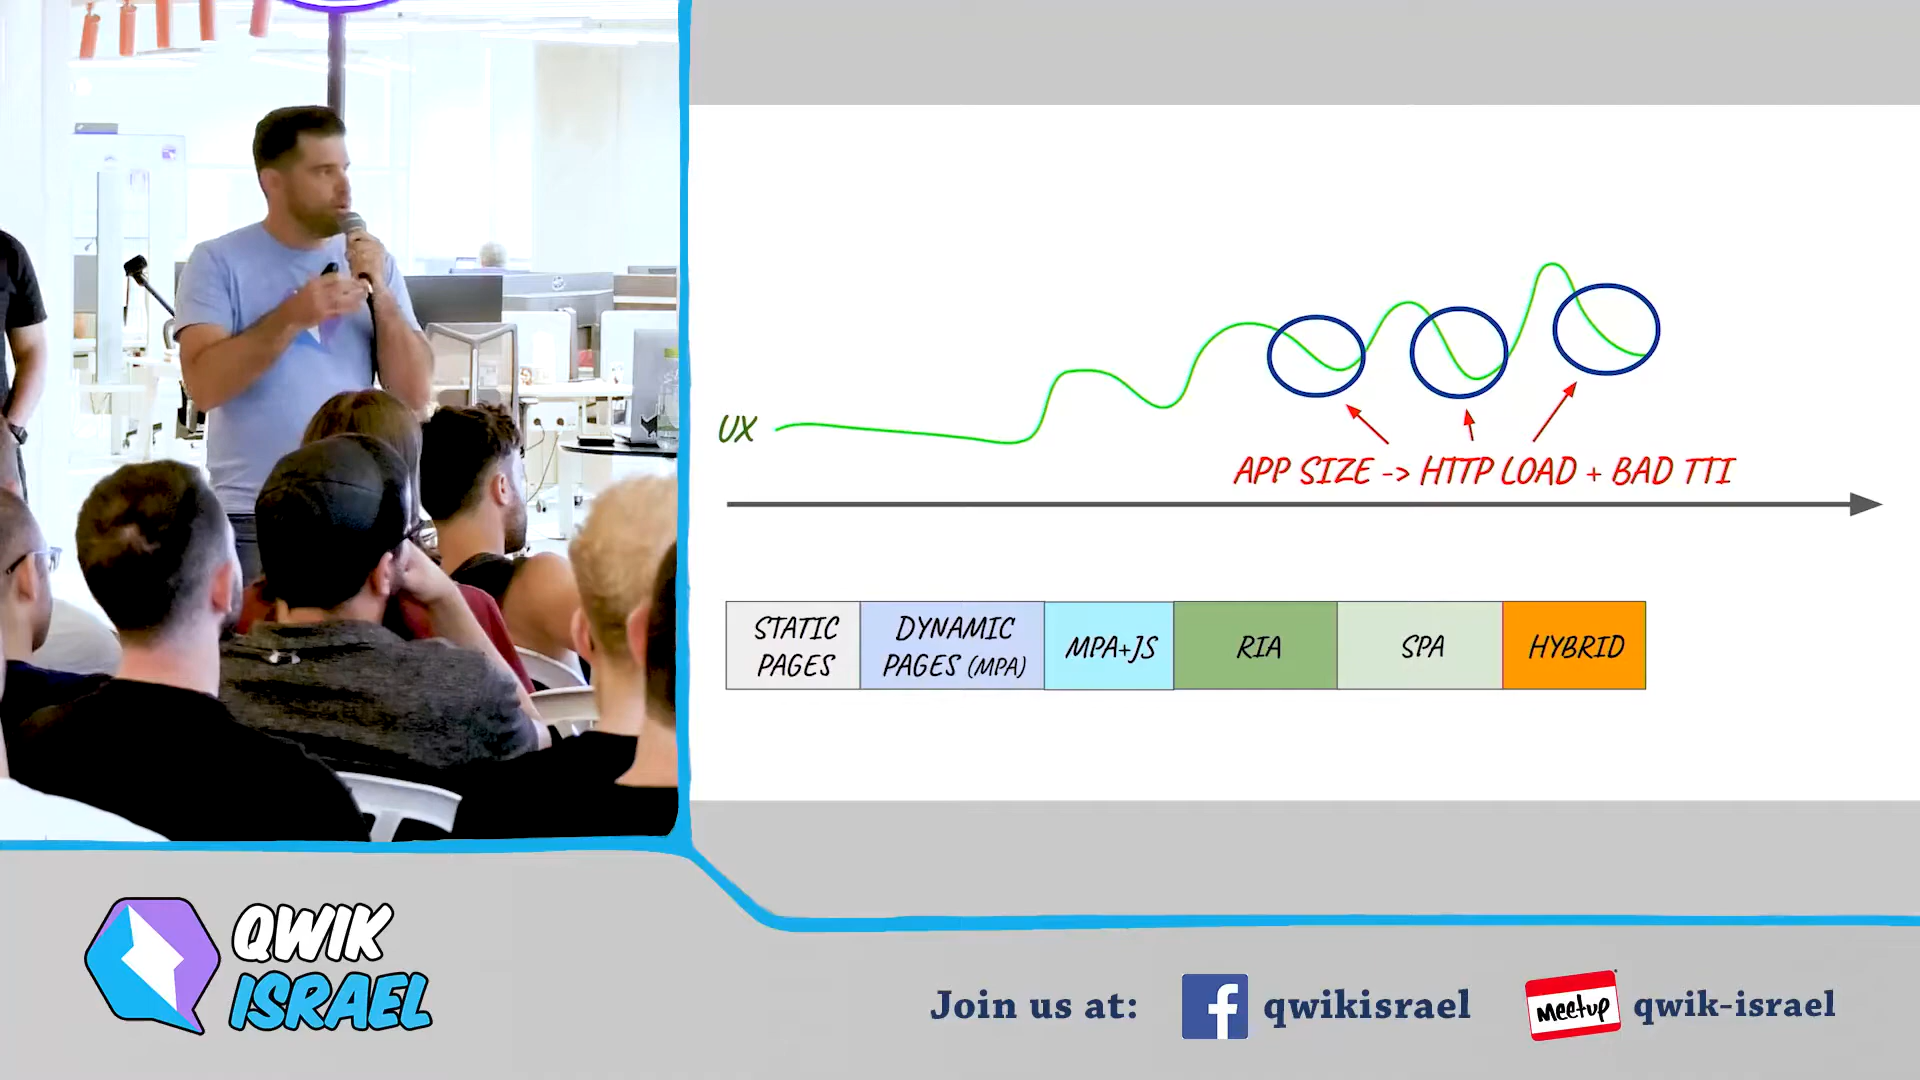 UX
APP SIZE -> HTTP LOAD + BAD TTI
STATIC
PAGES
DYNAMIC
PAGES (MPA)
MPA+JS
RIA
SPA
HYBRID
QWIK
ISRAEL
Join us at:
qwikisrael
Meetup
qwik-israel